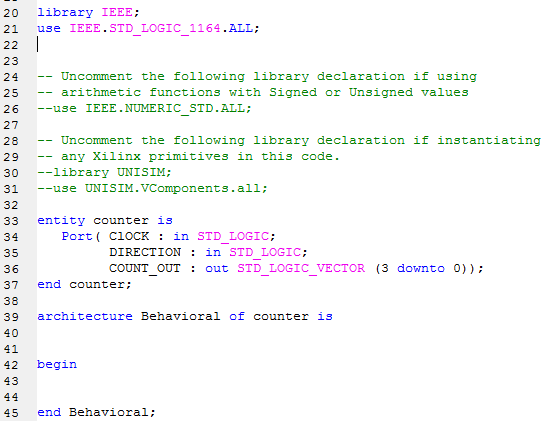 20 library IEEE;
21 use IEEE.STD_LOGIC_1164.ALL;
22
23
24 -- Uncomment the following library declaration if using
25 -- arithmetic functions with Signed or Unsigned values
26 --use IEEE.NUMERIC_STD.ALL;
27
28 -- Uncomment the following library declaration if instantiating
29 -- any Xilinx primitives in this code.
30 --library UNISIM;
31 --use UNISIM.VComponents.all;
32
33 entity counter is
34 Port( ClOCK : in STD_LOGIC;
35 DIRECTION : in STD_LOGIC;
36 COUNT_OUT : out STD_LOGIC_VECTOR (3 downto 0));
37 end counter;
38
39 architecture Behavioral of counter is
40
41
42 begin
43
44
45 end Behavioral;